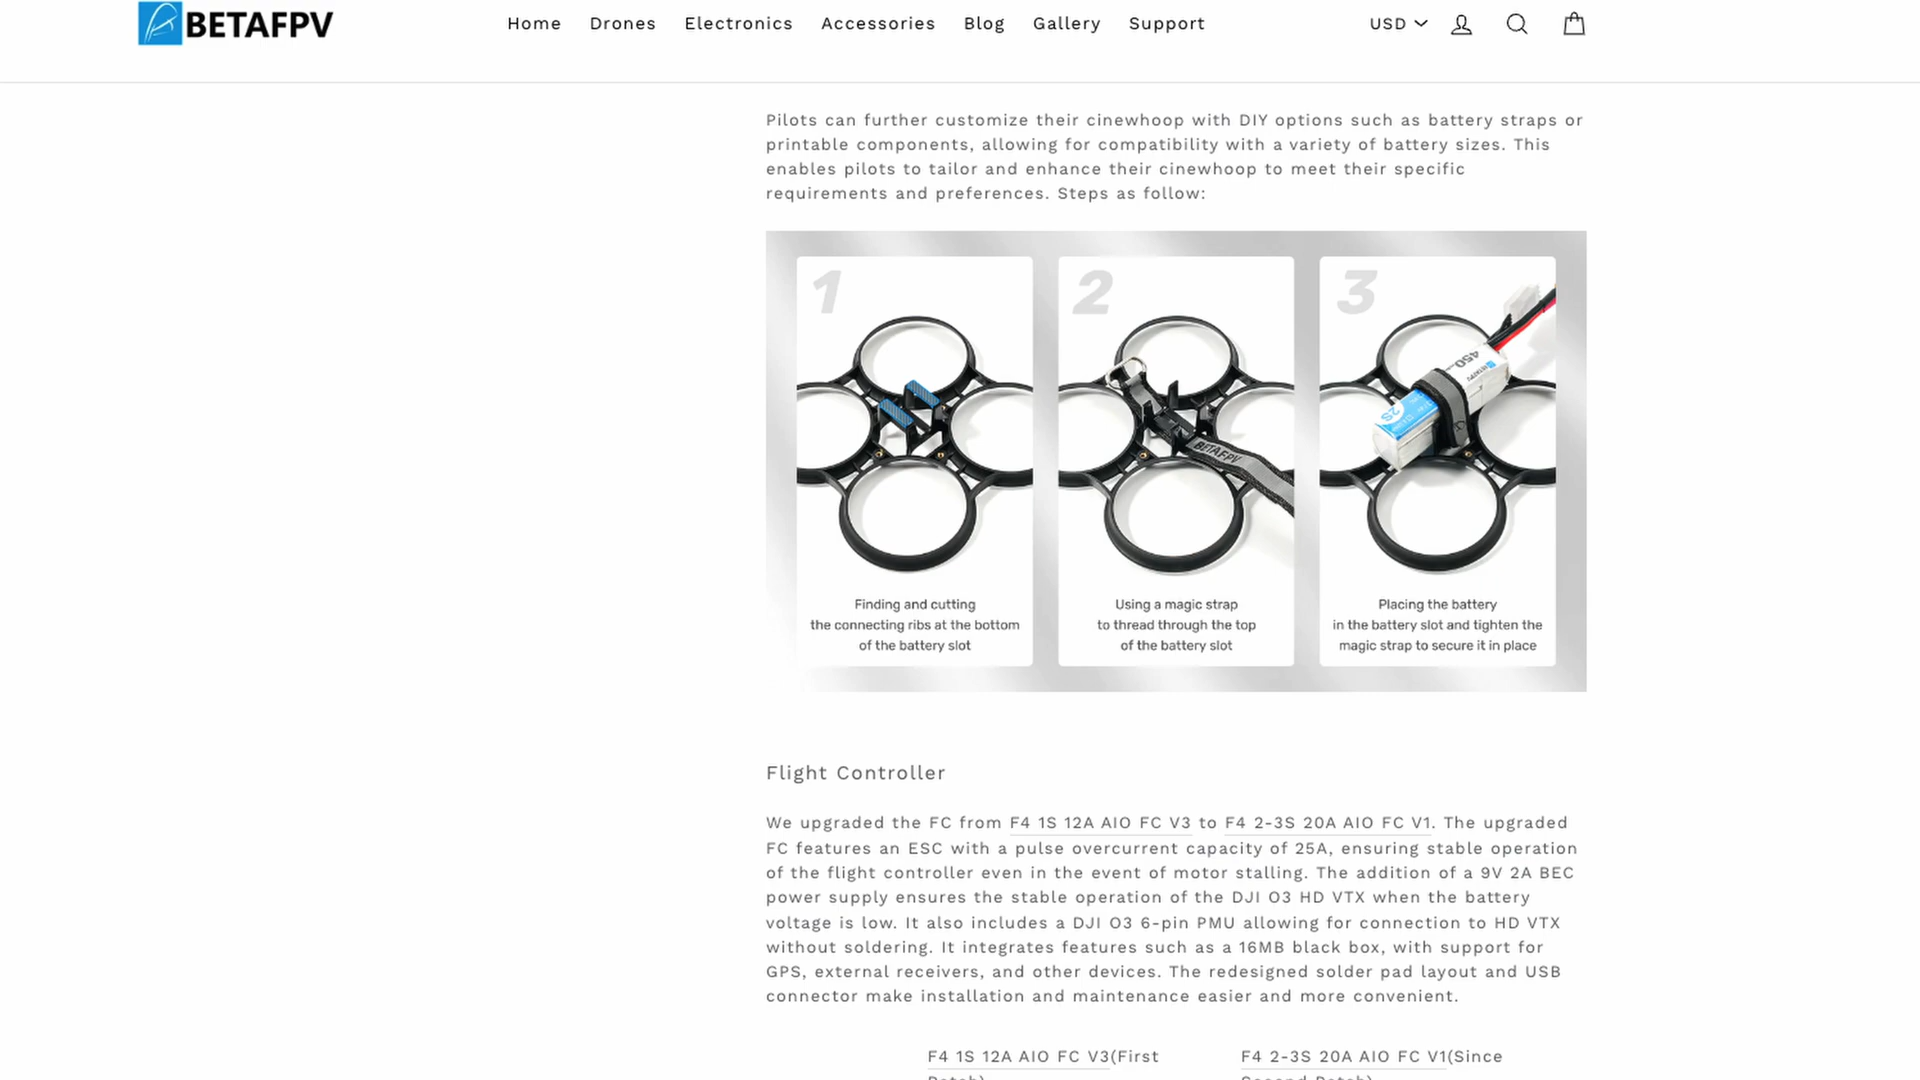 BETAFPV
Home Drones Electronics Accessories Blog Gallery Support USD
Pilots can further customize their cinewhoop with DIY options such as battery straps or
printable components, allowing for compatibility with a variety of battery sizes. This
enables pilots to tailor and enhance their cinewhoop to meet their specific
requirements and preferences. Steps as follow:
1
Finding and cutting
the connecting ribs at the bottom
of the battery slot
2
BETAFPV
Using a magic strap
to thread through the top
of the battery slot
3
450
BETAFPV
2S
Placing the battery
in the battery slot and tighten the
magic strap to secure it in place
Flight Controller
We upgraded the FC from F4 1S 12A AIO FC V3 to F4 2-3S 20A AIO FC V1. The upgraded
FC features an ESC with a pulse overcurrent capacity of 25A, ensuring stable operation
of the flight controller even in the event of motor stalling. The addition of a 9V 2A BEC
power supply ensures the stable operation of the DJI O3 HD VTX when the battery
voltage is low. It also includes a DJI O3 6-pin PMU allowing for connection to HD VTX
without soldering. It integrates features such as a 16MB black box, with support for
GPS, external receivers, and other devices. The redesigned solder pad layout and USB
connector make installation and maintenance easier and more convenient.
F4 1S 12A AIO FC V3(First
F4 2-3S 20A AIO FC V1(Since